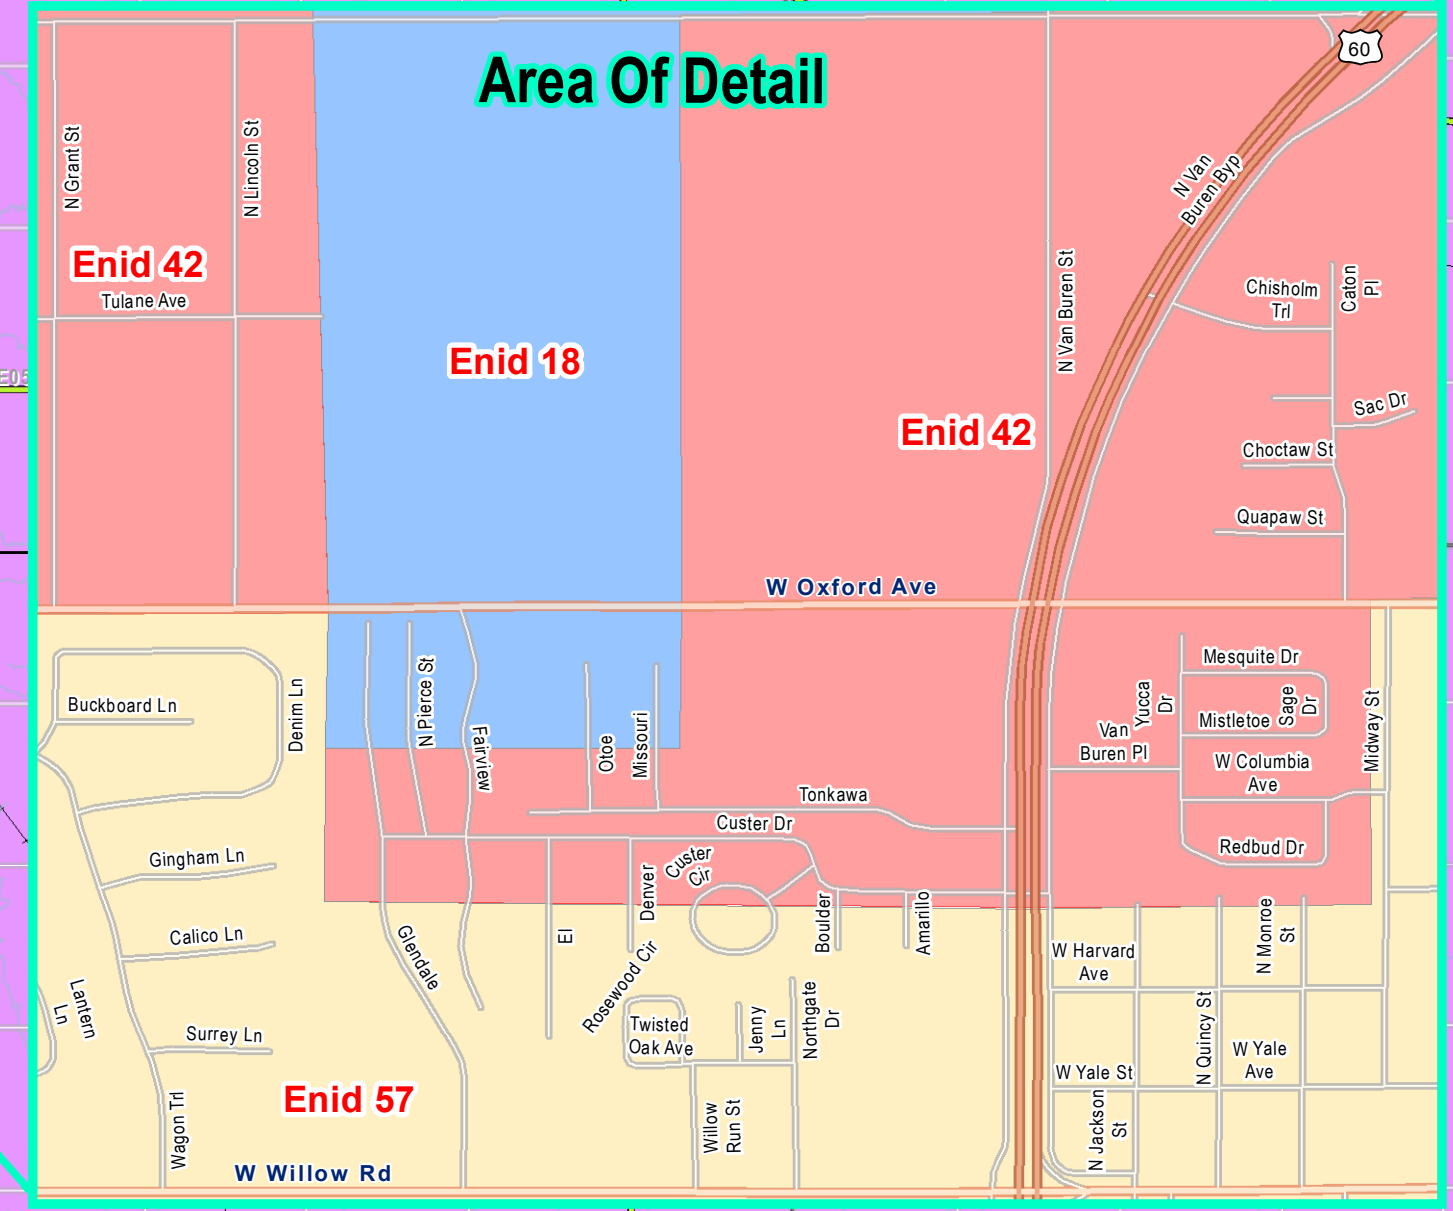 Area Of Detail
60
N Grant St
N Lincoln St
N Van
Buren Byp
Enid 42
Tulane Ave
N Van Buren St
Chisholm
Trl
Caton
Pl
Enid 18
E05
Sac Dr
Enid 42
Choctaw St
Quapaw St
W Oxford Ave
Buckboard Ln
Denim Ln
N Pierce St
Fairview
Otoe
Missouri
Mesquite Dr
Yucca
Dr
Sage
Dr
Mistletoe
Van
Buren Pl
Midway St
W Columbia
Ave
Tonkawa
Custer Dr
Redbud Dr
Gingham Ln
Custer
Cir
Denver
Boulder
Amarillo
Calico Ln
Glendale
El
Rosewood Cir
W Harvard
Ave
N Monroe
St
Lantern
Ln
Surrey Ln
Twisted
Oak Ave
Jenny
Ln
Northgate
Dr
N Quincy St
W Yale
Ave
W Yale St
Enid 57
Wagon Trl
Willow
Run St
N Jackson
St
W Willow Rd